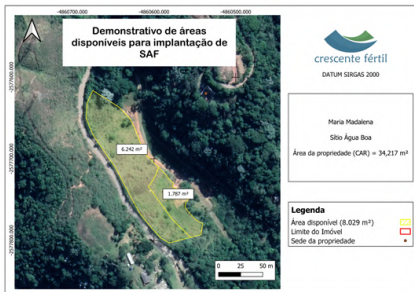 -4860700.000 -4860600.000 -4860500.000
Demonstrativo de áreas
disponíveis para implantação de
SAF
crescente fértil
DATUM SIRGAS 2000
-2577600.000
-2577700.000
-2577800.000
6.242 m²
1.787 m²
Maria Madalena
Sítio Água Boa
Área da propriedade (CAR) = 34,217 m²
Legenda
Área disponível (8.029 m²)
Limite do Imóvel
Sede da propriedade
0 25 50 m